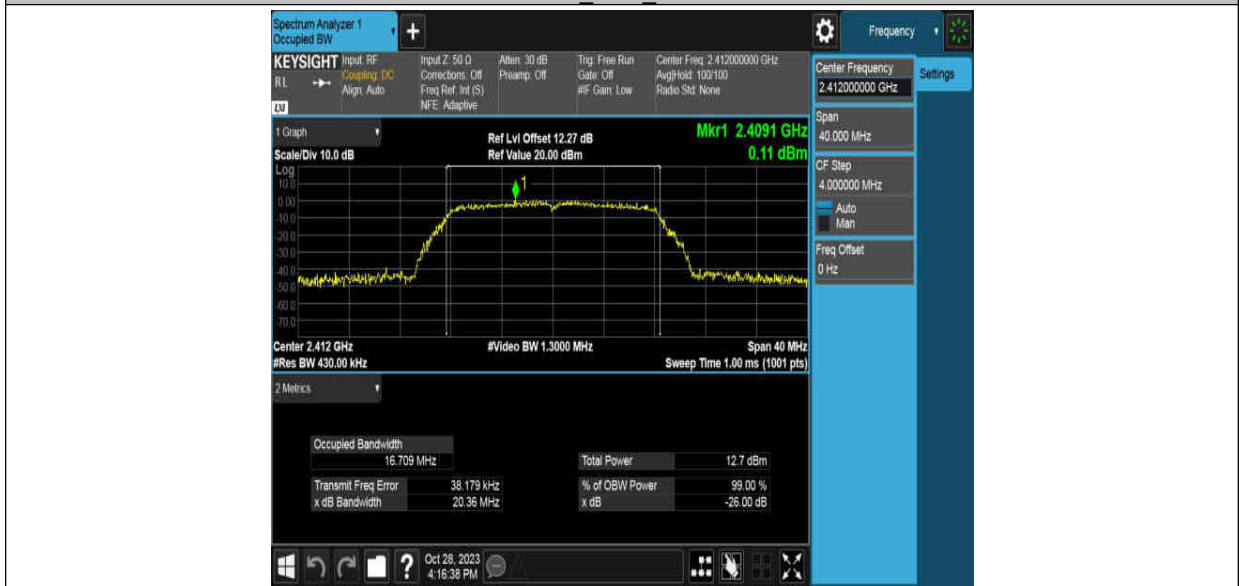 Spectrum Analyzer 1
Occupied BW
+
Frequency
KEYSIGHT
R L
LXI
Input: RF
Coupling: DC
Align: Auto
Input Z: 50 Ω
Corrections: Off
Freq Ref: Int (S)
NFE: Adaptive
Atten: 30 dB
Preamp: Off
Trig: Free Run
Gate: Off
#IF Gain: Low
Center Freq: 2.412000000 GHz
Avg|Hold: 100/100
Radio Std: None
Center Frequency
2.412000000 GHz
Settings
Span
40.000 MHz
CF Step
4.000000 MHz
Auto
Man
Freq Offset
0 Hz
1 Graph
Scale/Div 10.0 dB
Ref Lvl Offset 12.27 dB
Ref Value 20.00 dBm
Mkr1 2.4091 GHz
0.11 dBm
Log
10.0
0.00
-10.0
-20.0
-30.0
-40.0
-50.0
-60.0
-70.0
1
Center 2.412 GHz
#Video BW 1.3000 MHz
Span 40 MHz
#Res BW 430.00 kHz
Sweep Time 1.00 ms (1001 pts)
2 Metrics
Occupied Bandwidth
16.709 MHz
Total Power 12.7 dBm
Transmit Freq Error 38.179 kHz
% of OBW Power 99.00 %
x dB Bandwidth 20.36 MHz
x dB -26.00 dB
?
Oct 28, 2023
4:16:38 PM